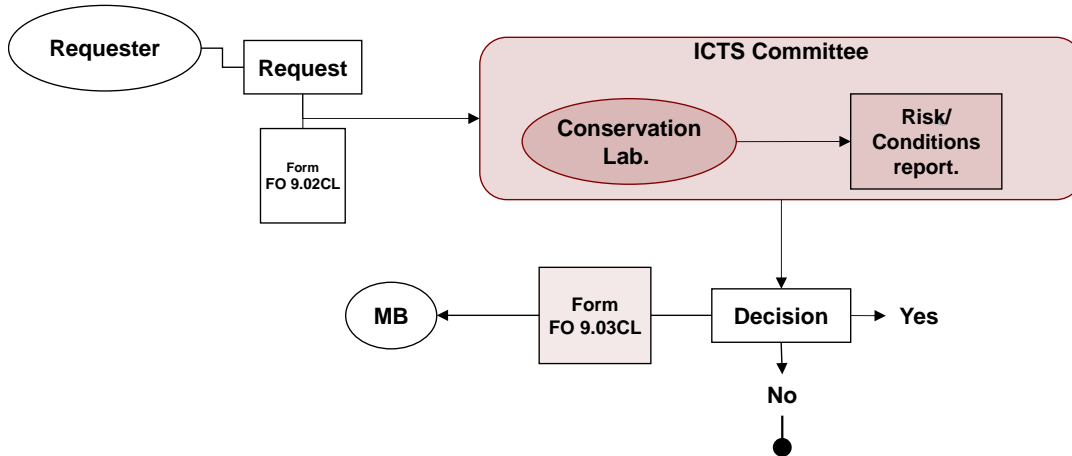 Requester
Request
Form
FO 9.02CL
ICTS Committee
Conservation
Lab.
Risk/
Conditions
report.
MB
Form
FO 9.03CL
Decision
Yes
No